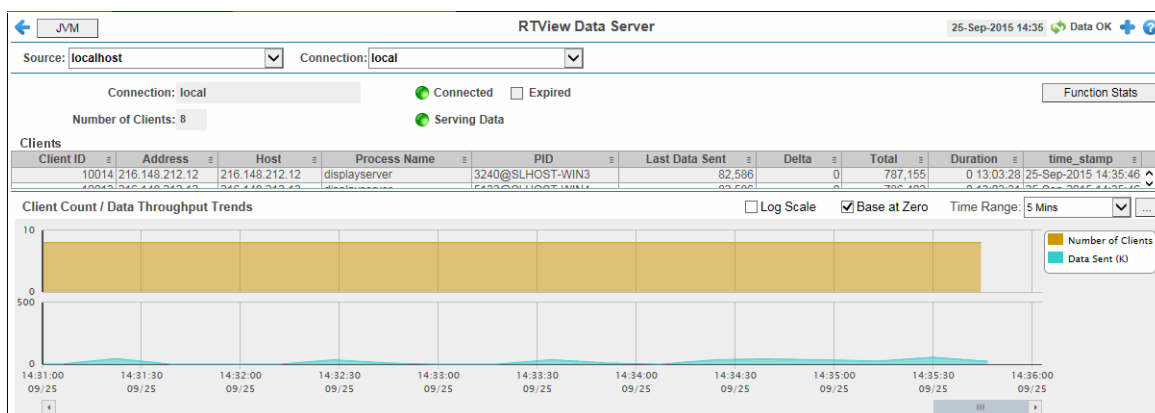 JVM RTView Data Server 25-Sep-2015 14:35 Data OK
Source: localhost Connection: local
Connection: local Connected Expired Function Stats
Number of Clients: 8 Serving Data
Clients
Client ID Address Host Process Name PID Last Data Sent Delta Total Duration time_stamp
10014 216.148.212.12 216.148.212.12 displayserver 3240@SLHOST-WIN3 82,586 0 787,155 0 13:03:28 25-Sep-2015 14:35:46
Client Count / Data Throughput Trends Log Scale Base at Zero Time Range: 5 Mins ...
10
0
Number of Clients
Data Sent (K)
500
0
14:31:00 14:31:30 14:32:00 14:32:30 14:33:00 14:33:30 14:34:00 14:34:30 14:35:00 14:35:30 14:36:00
09/25 09/25 09/25 09/25 09/25 09/25 09/25 09/25 09/25 09/25 09/25